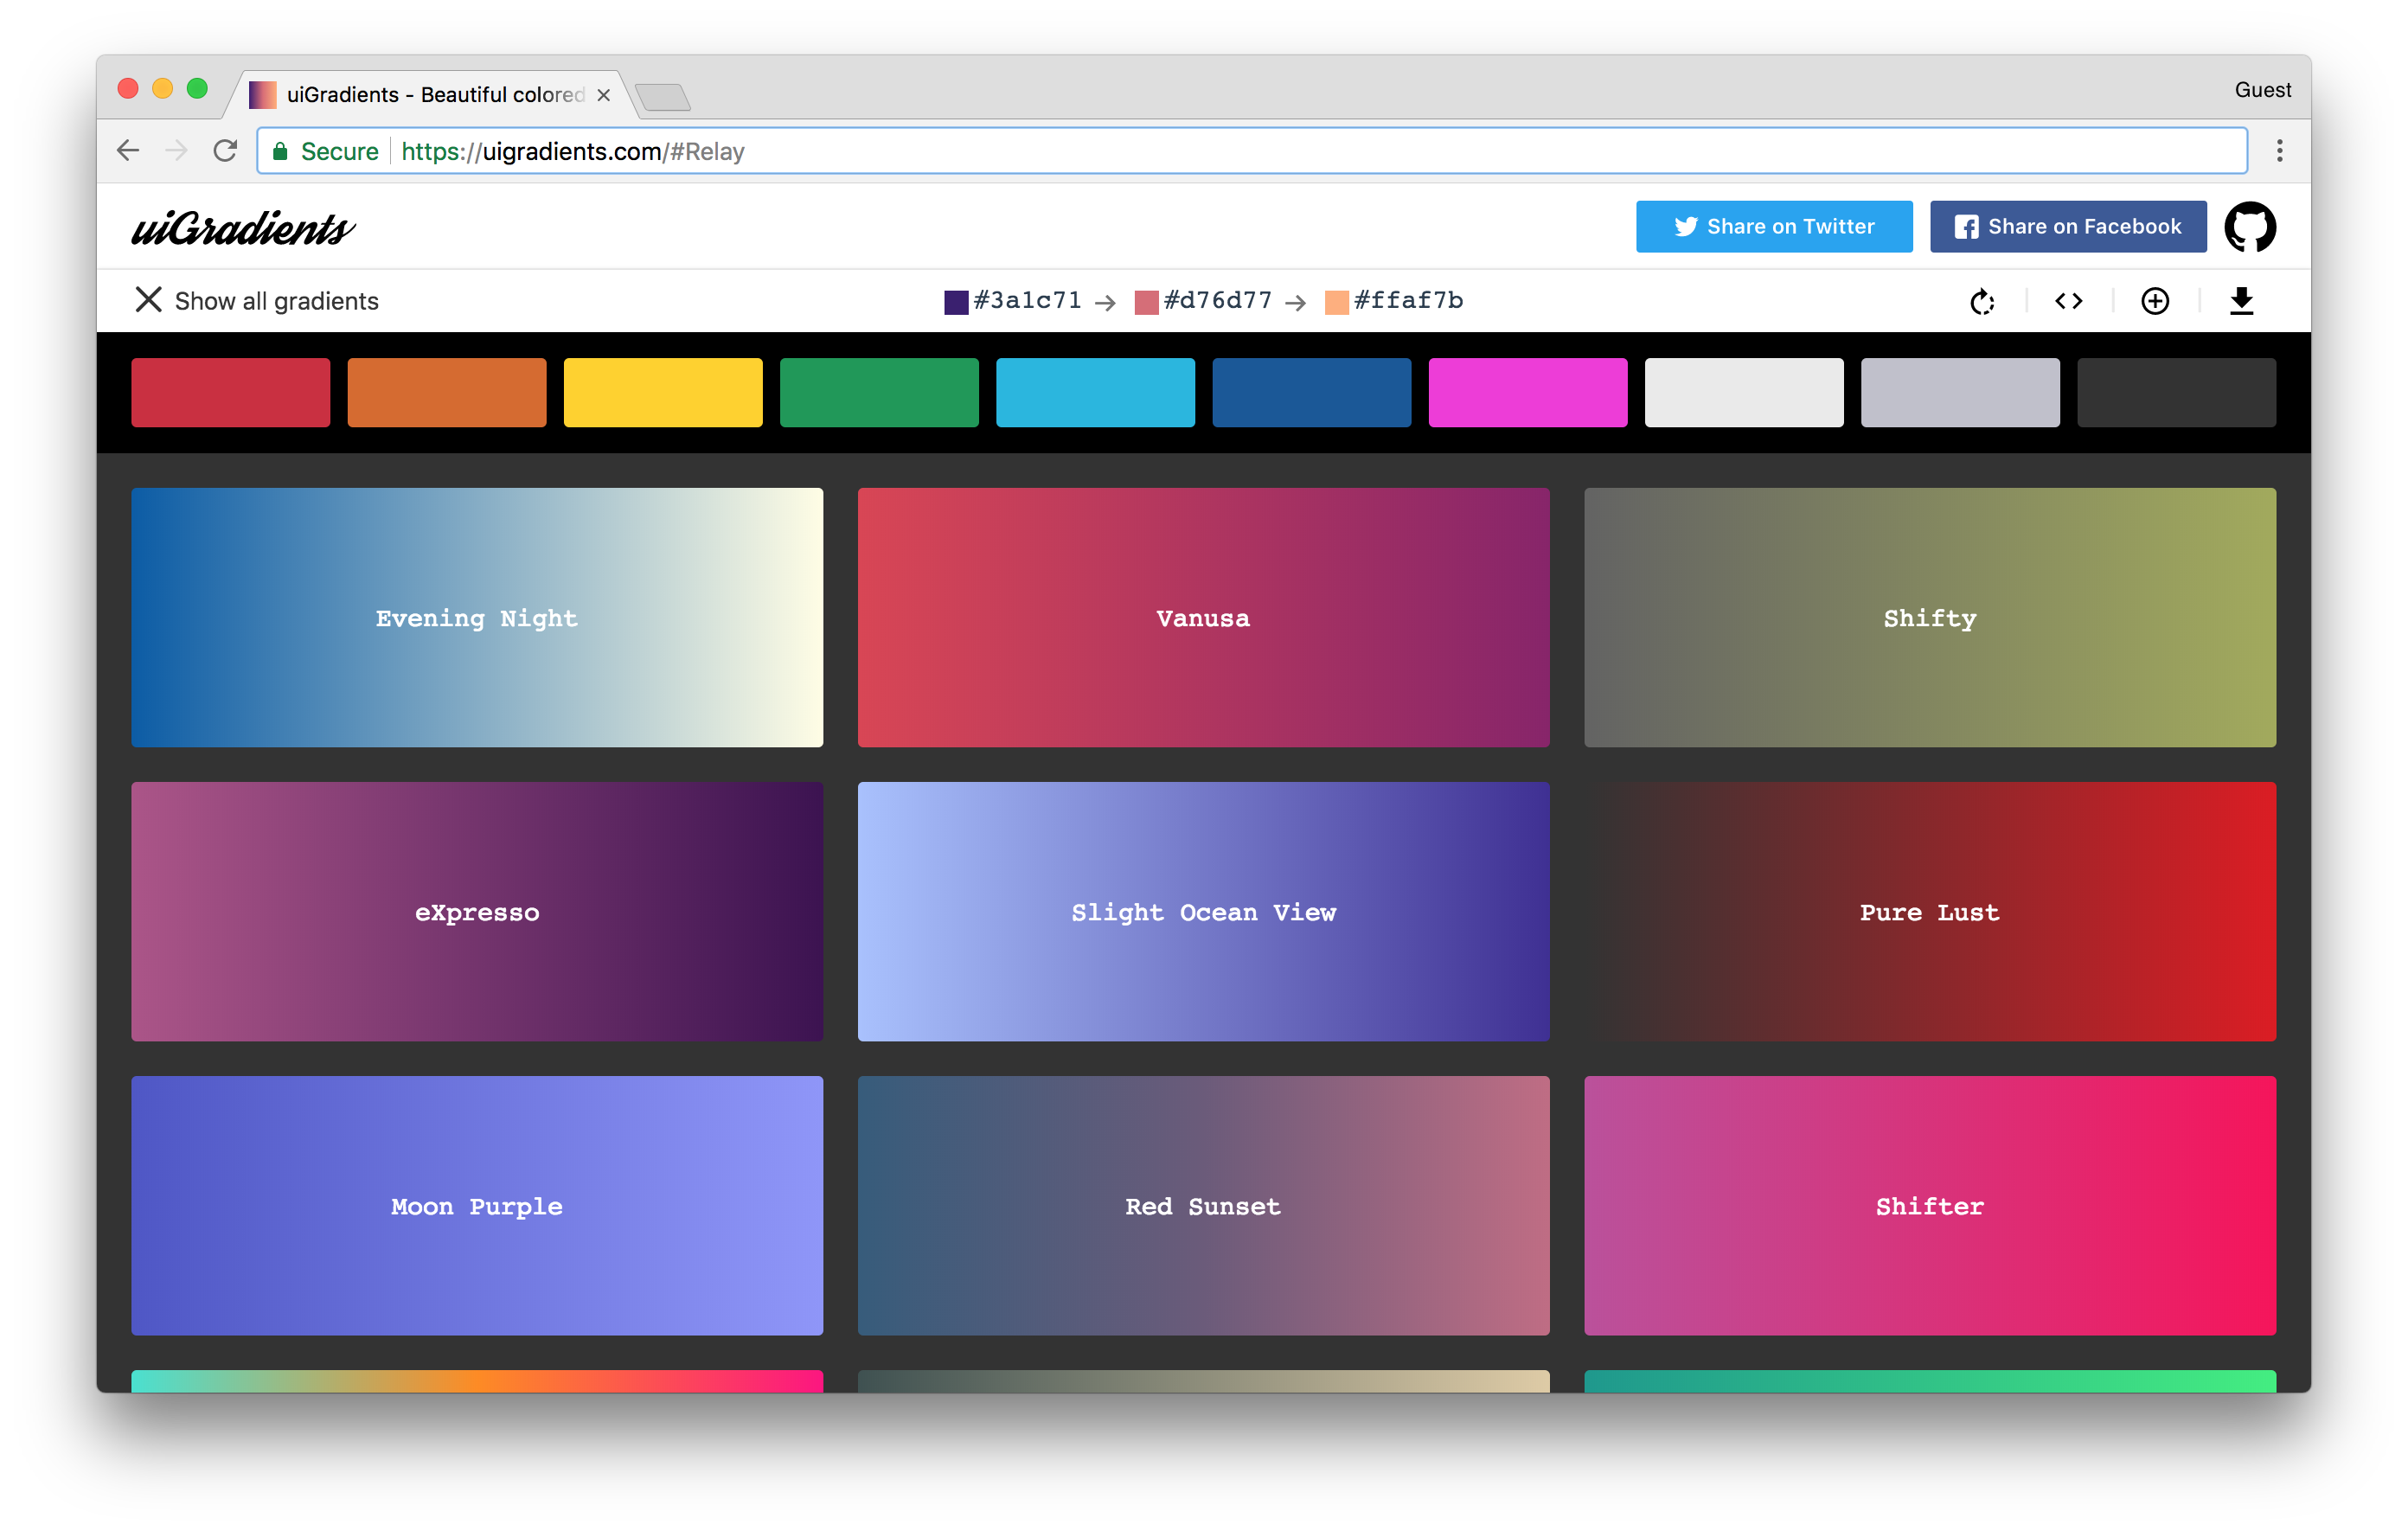 uiGradients - Beautiful colored
Guest
Secure https://uigradients.com/#Relay
uiGradients
Share on Twitter
Share on Facebook
Show all gradients
#3a1c71 → #d76d77 → #ffaf7b
Evening Night
Vanusa
Shifty
eXpresso
Slight Ocean View
Pure Lust
Moon Purple
Red Sunset
Shifter